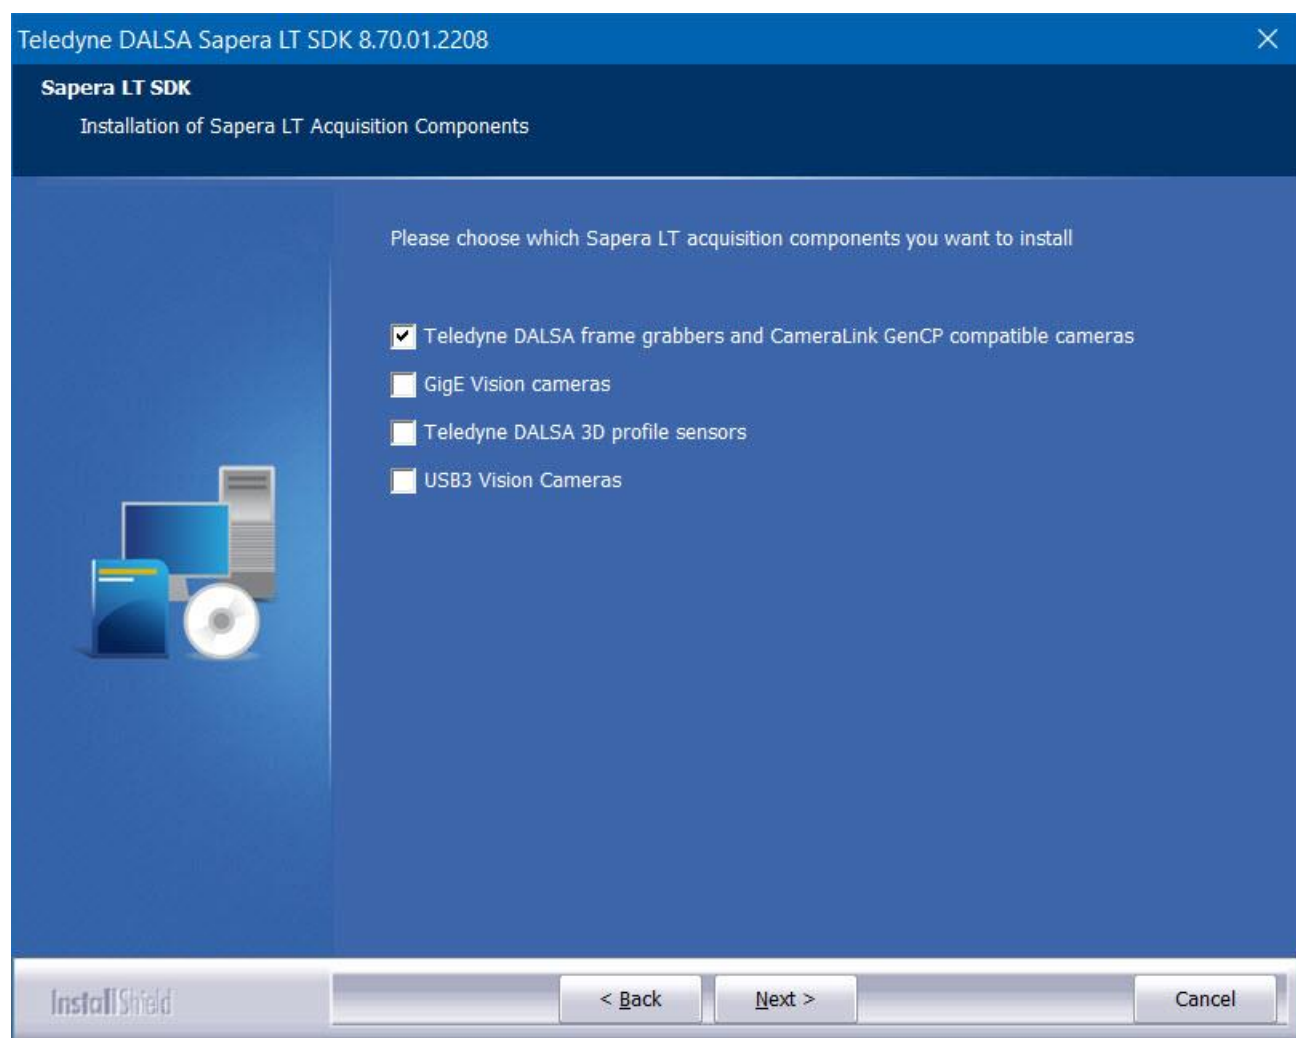 Teledyne DALSA Sapera LT SDK 8.70.01.2208
Sapera LT SDK
Installation of Sapera LT Acquisition Components
Please choose which Sapera LT acquisition components you want to install
Teledyne DALSA frame grabbers and CameraLink GenCP compatible cameras
GigE Vision cameras
Teledyne DALSA 3D profile sensors
USB3 Vision Cameras
InstallShield
< Back
Next >
Cancel